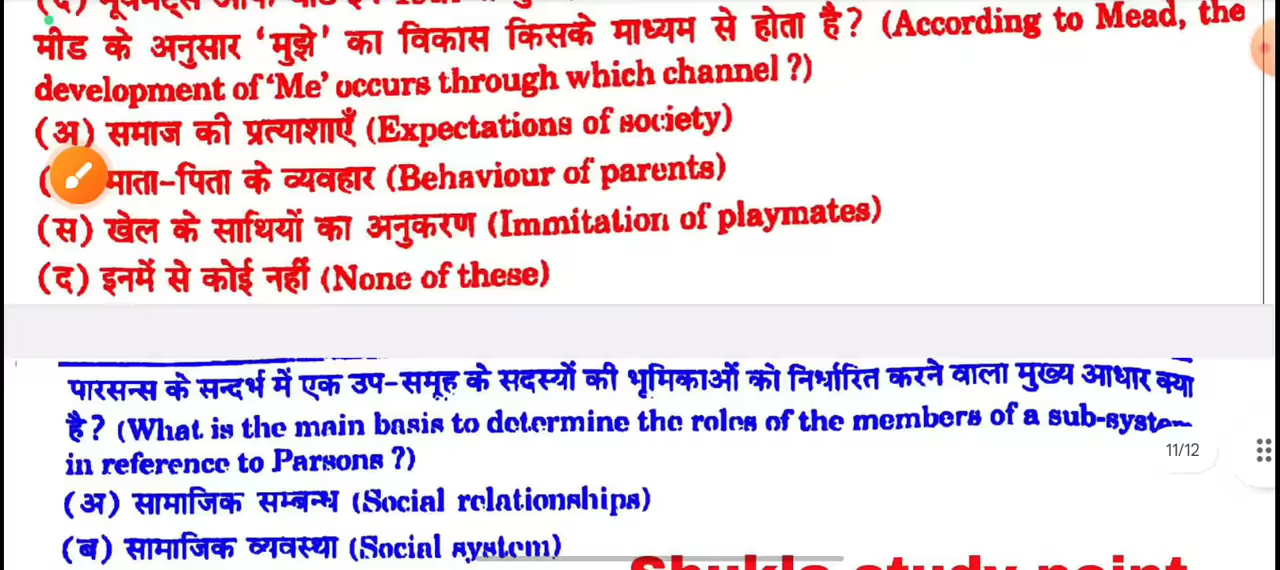 मीड के अनुसार ‘मुझे’ का विकास किसके माध्यम से होता है? (According to Mead, the
development of ‘Me’ occurs through which channel ?)
(अ) समाज की प्रत्याशाएँ (Expectations of society)
माता-पिता के व्यवहार (Behaviour of parents)
(स) खेल के साथियों का अनुकरण (Immitation of playmates)
(द) इनमें से कोई नहीं (None of these)
पारसन्स के सन्दर्भ में एक उप-समूह के सदस्यों की भूमिकाओं को निर्धारित करने वाला मुख्य आधार क्या
है? (What is the main basis to determine the roles of the members of a sub-system
in reference to Parsons ?)
11/12
(अ) सामाजिक सम्बन्ध (Social relationships)
(ब) सामाजिक व्यवस्था (Social system)
Shukla study point